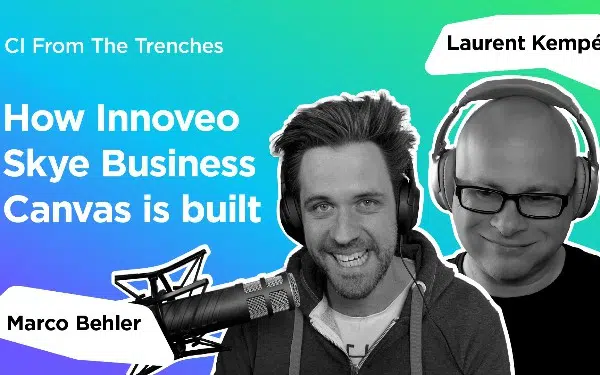 CI From The Trenches
Laurent Kempé
How Innoveo
Skye Business
Canvas is built
Marco Behler